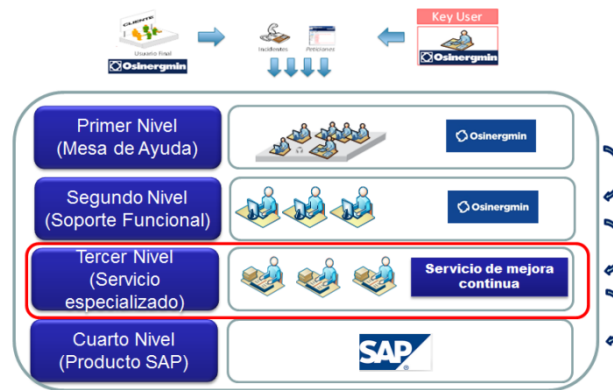 CLIENTE
Key User
Usuario Final
Incidentes
Peticiones
Osinergmin
Osinergmin
Primer Nivel
(Mesa de Ayuda)
Osinergmin
Segundo Nivel
(Soporte Funcional)
Osinergmin
Tercer Nivel
(Servicio
especializado)
Servicio de mejora
continua
Cuarto Nivel
(Producto SAP)
SAP